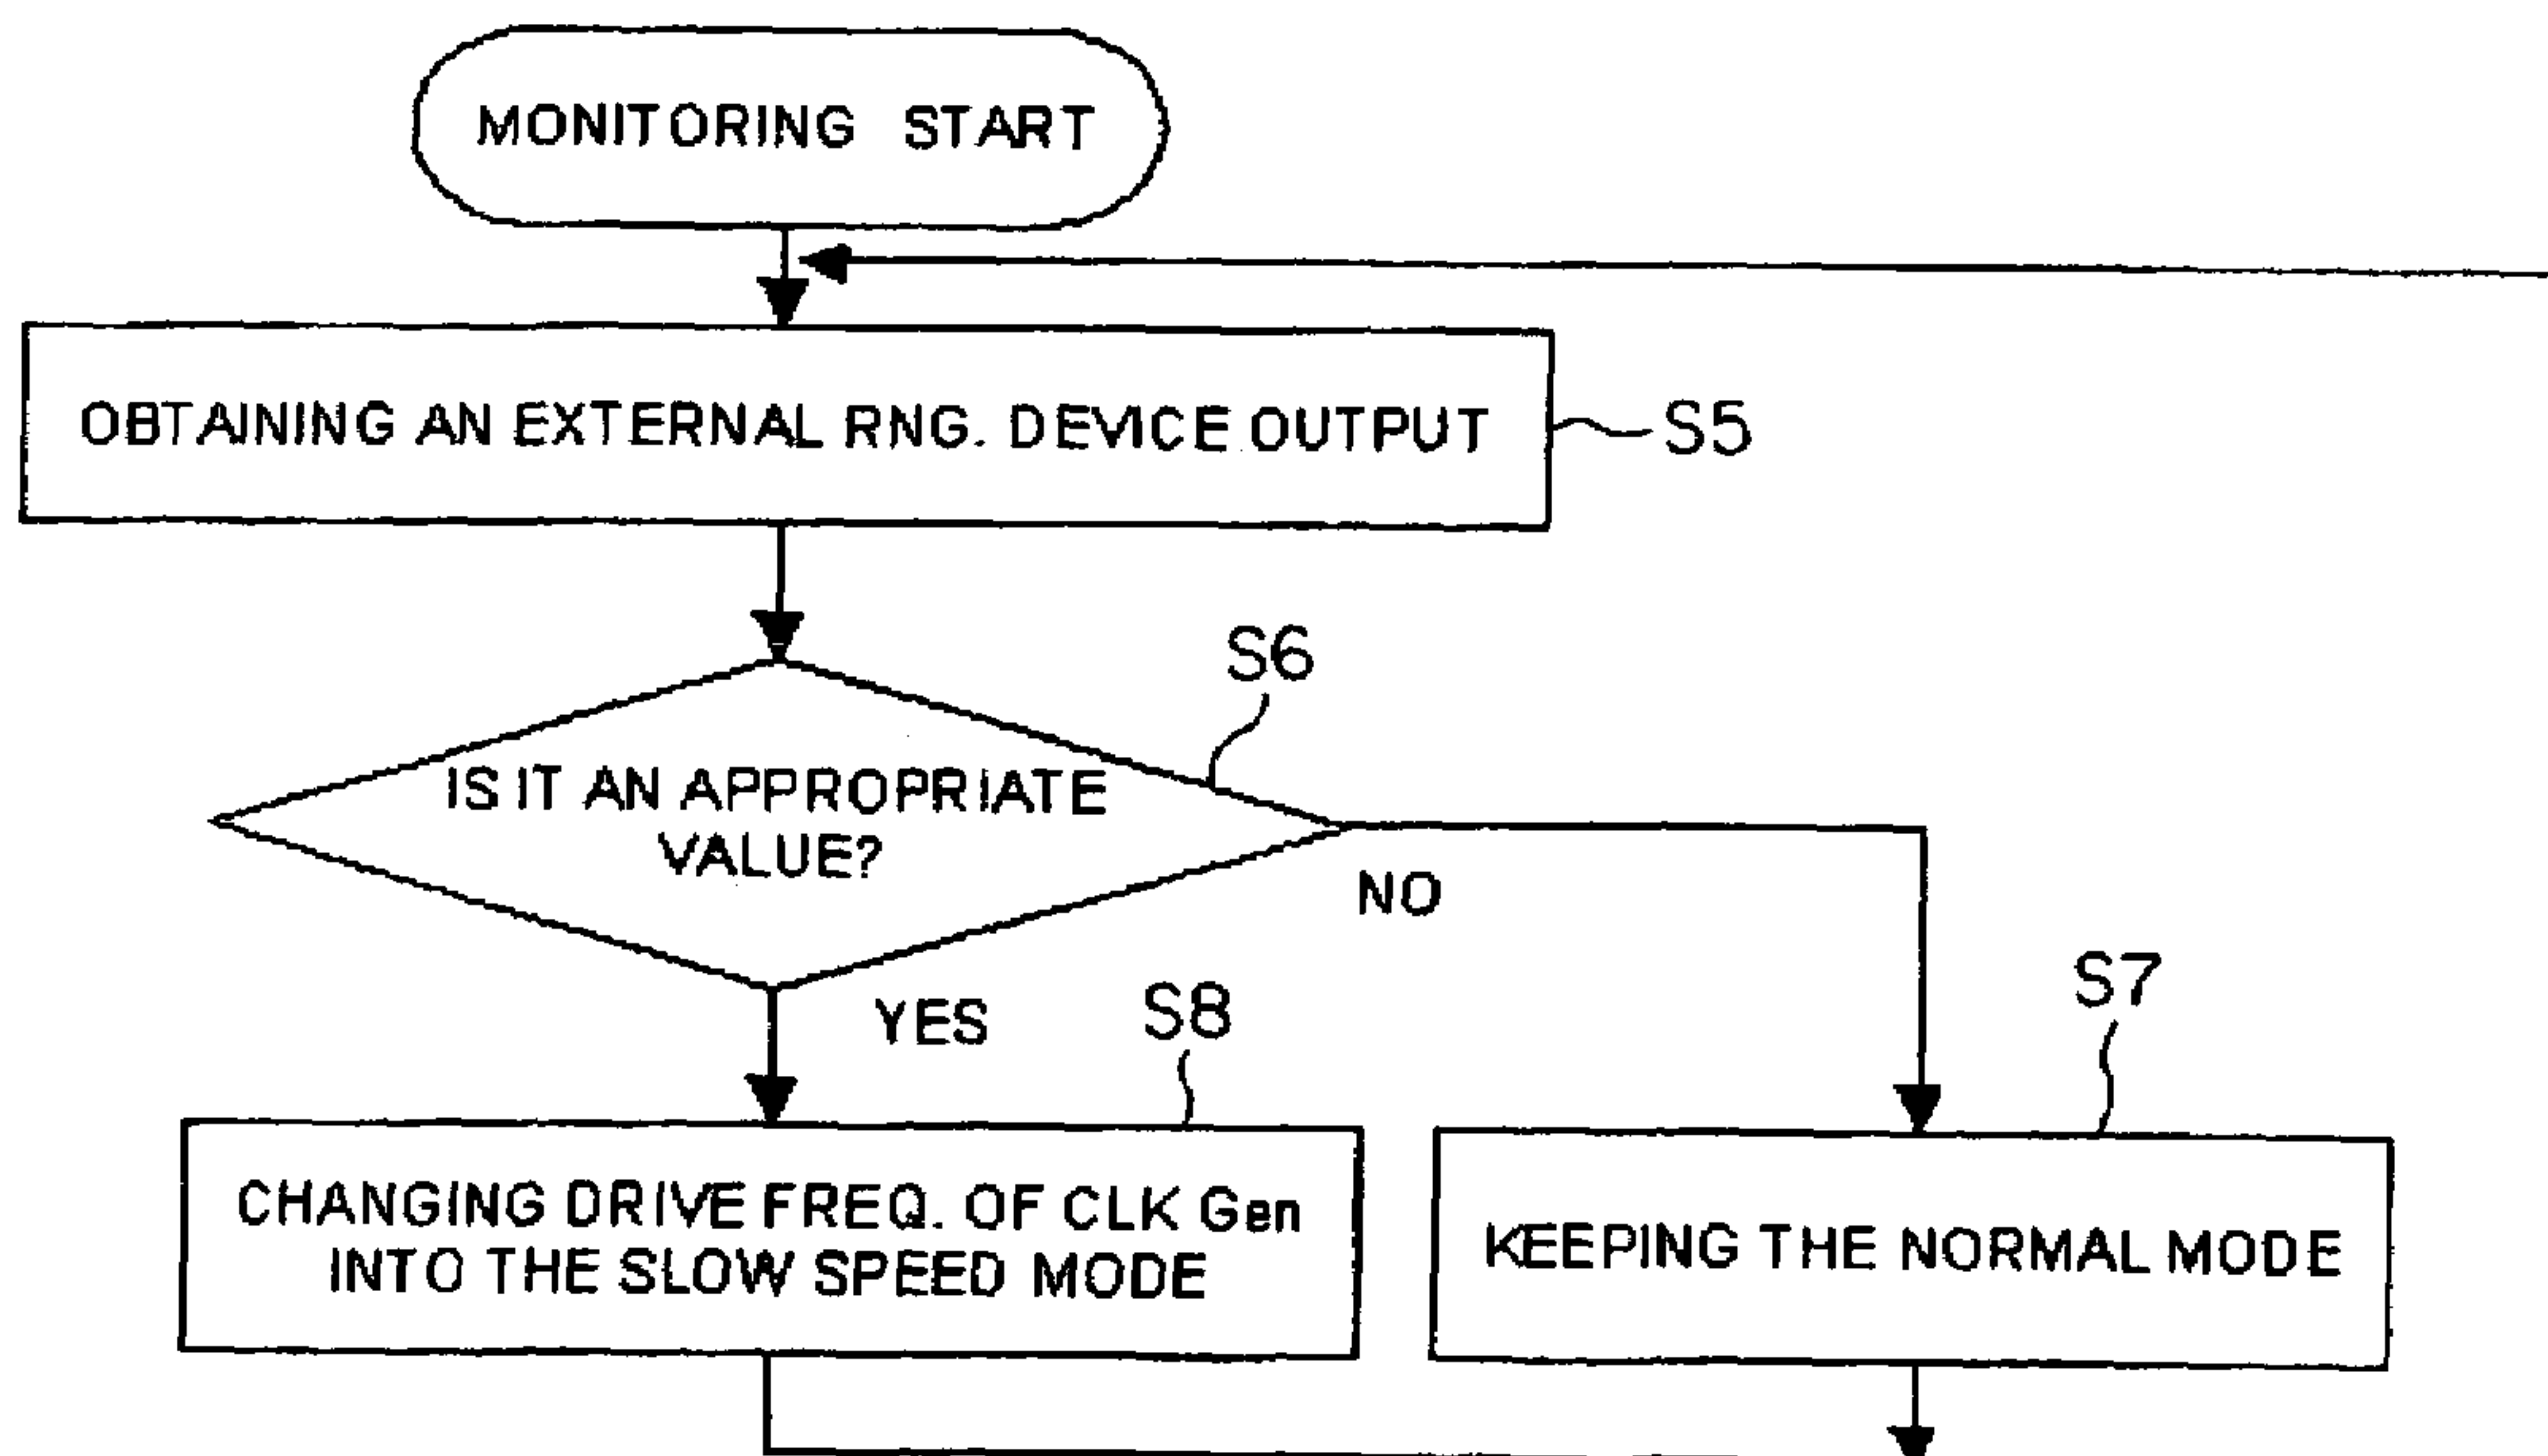 MONITORING START
OBTAINING AN EXTERNAL RNG. DEVICE OUTPUT
S5
S6
IS IT AN APPROPRIATE
VALUE?
NO
YES
S8
S7
CHANGING DRIVE FREQ. OF CLK Gen
INTO THE SLOW SPEED MODE
KEEPING THE NORMAL MODE